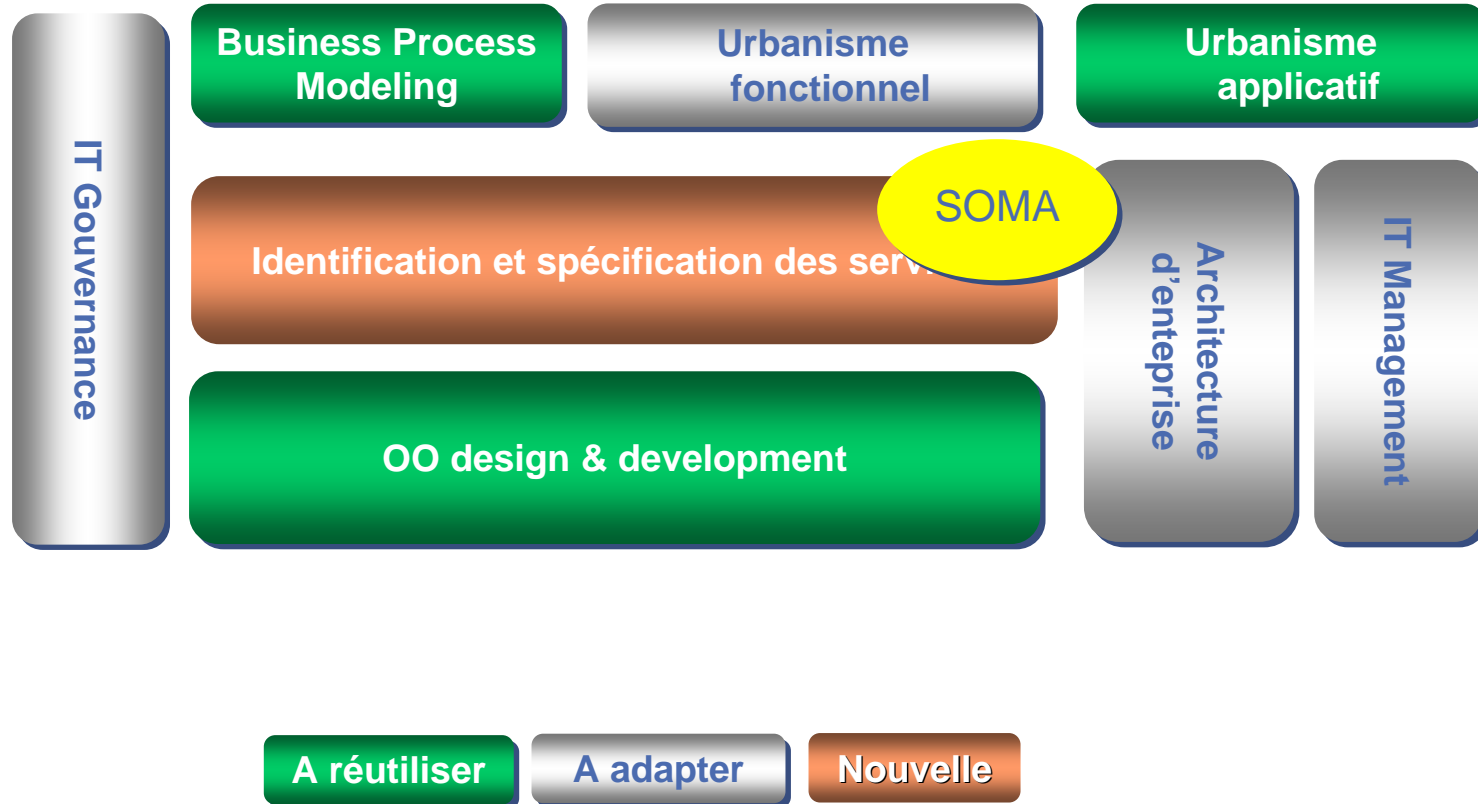 Business Process
Modeling
Urbanisme
fonctionnel
Urbanisme
applicatif
IT Gouvernance
SOMA
Identification et spécification des
Architecture
d'enteprise
IT Management
OO design & development
A réutiliser
A adapter
Nouvelle